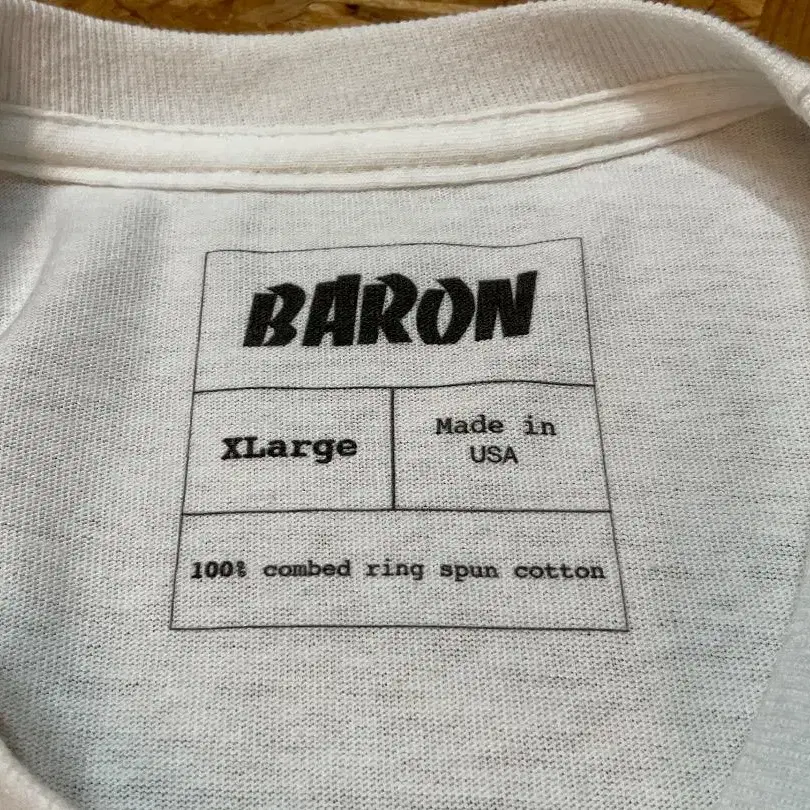 BARON
XLarge
Made in
USA
100% combed ring spun cotton